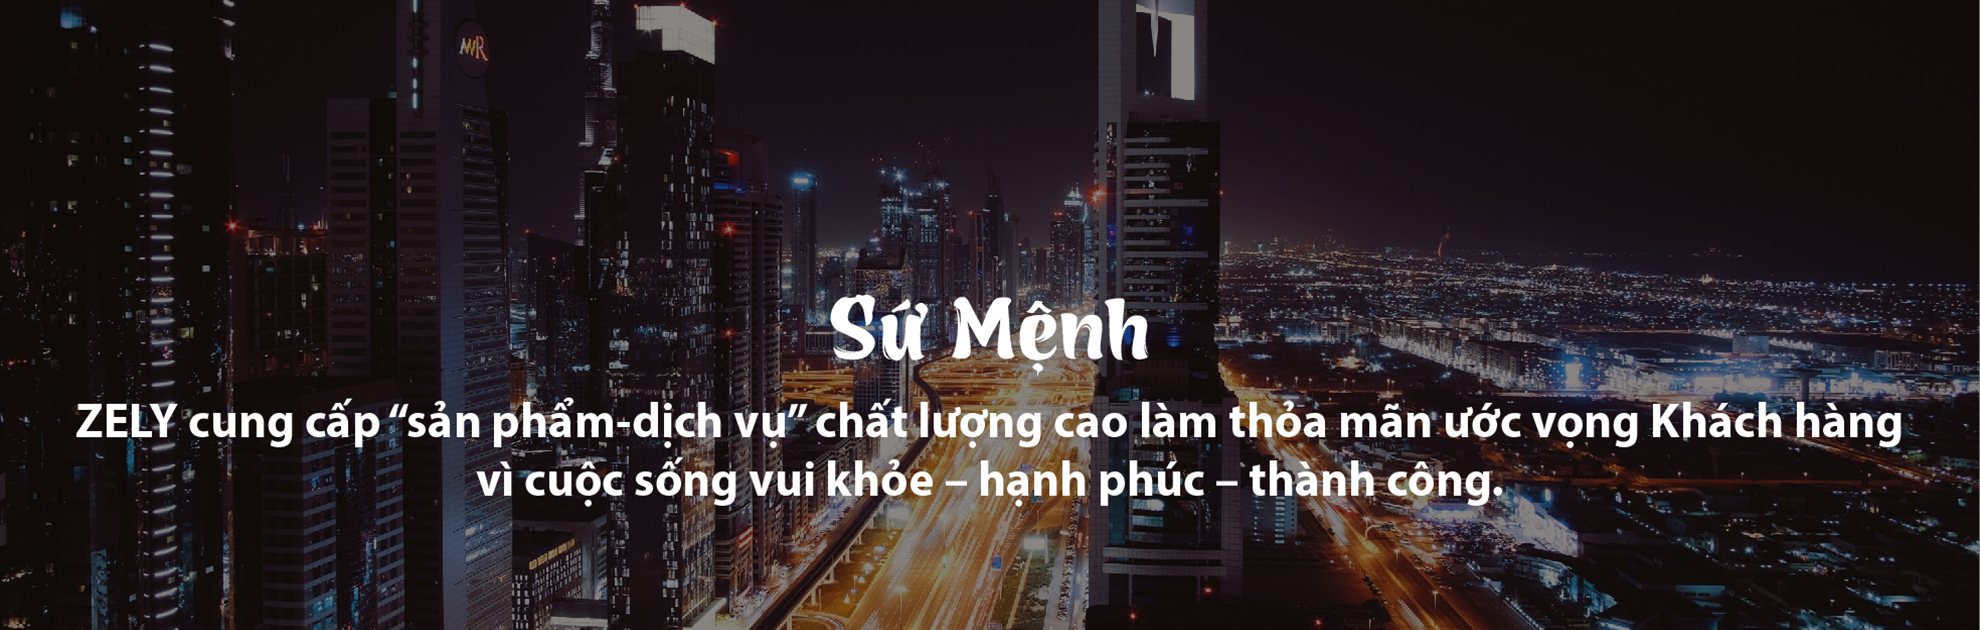 AWR
Sứ Mệnh
ZELY cung cấp “sản phẩm-dịch vụ” chất lượng cao làm thỏa mãn ước vọng Khách hàng
vì cuộc sống vui khỏe – hạnh phúc – thành công.